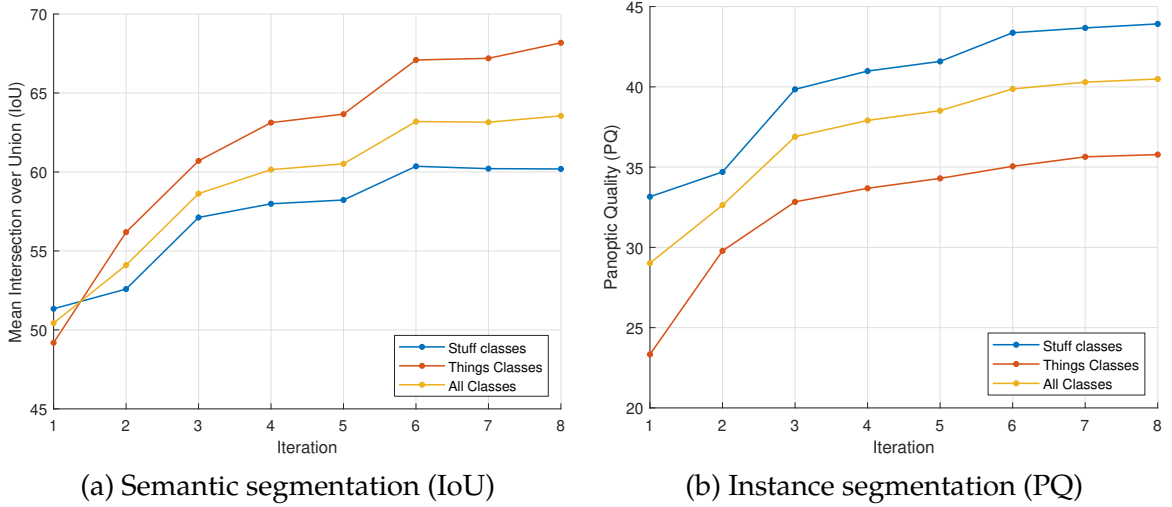 70
65
60
55
50
45
Mean Intersection over Union (IoU)
1 2 3 4 5 6 7 8
Iteration
Stuff classes
Things Classes
All Classes
(a) Semantic segmentation (IoU)
45
40
35
30
25
20
Panoptic Quality (PQ)
1 2 3 4 5 6 7 8
Iteration
Stuff classes
Things Classes
All Classes
(b) Instance segmentation (PQ)